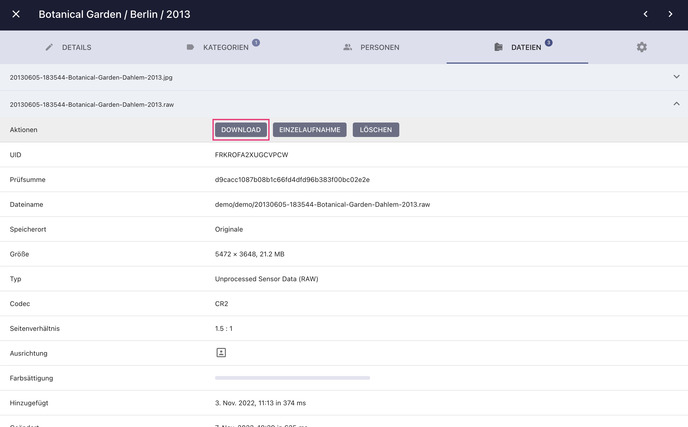 Botanical Garden / Berlin / 2013
DETAILS KATEGORIEN 1 PERSONEN DATEIEN 3
20130605-183544-Botanical-Garden-Dahlem-2013.jpg
20130605-183544-Botanical-Garden-Dahlem-2013.raw
Aktionen DOWNLOAD EINZELAUFNAHME LÖSCHEN
UID FRKROFA2XUGCVPCW
Prüfsumme d9cacc1087b08b1c66fd4dfd96b383f00bc02e2e
Dateiname demo/demo/20130605-183544-Botanical-Garden-Dahlem-2013.raw
Speicherort Originale
Größe 5472 × 3648, 21.2 MB
Typ Unprocessed Sensor Data (RAW)
Codec CR2
Seitenverhältnis 1.5 : 1
Ausrichtung
Farbsättigung
Hinzugefügt 3. Nov. 2022, 11:13 in 374 ms